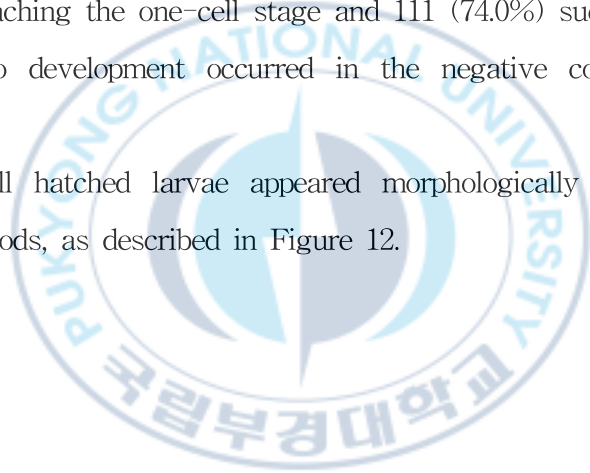 aching the one-cell stage and 111 (74.0%) su
development occurred in the negative co
ll hatched larvae appeared morphologically
ods, as described in Figure 12.
PUKYONG NATIONAL UNIVERSITY
국립부경대학교